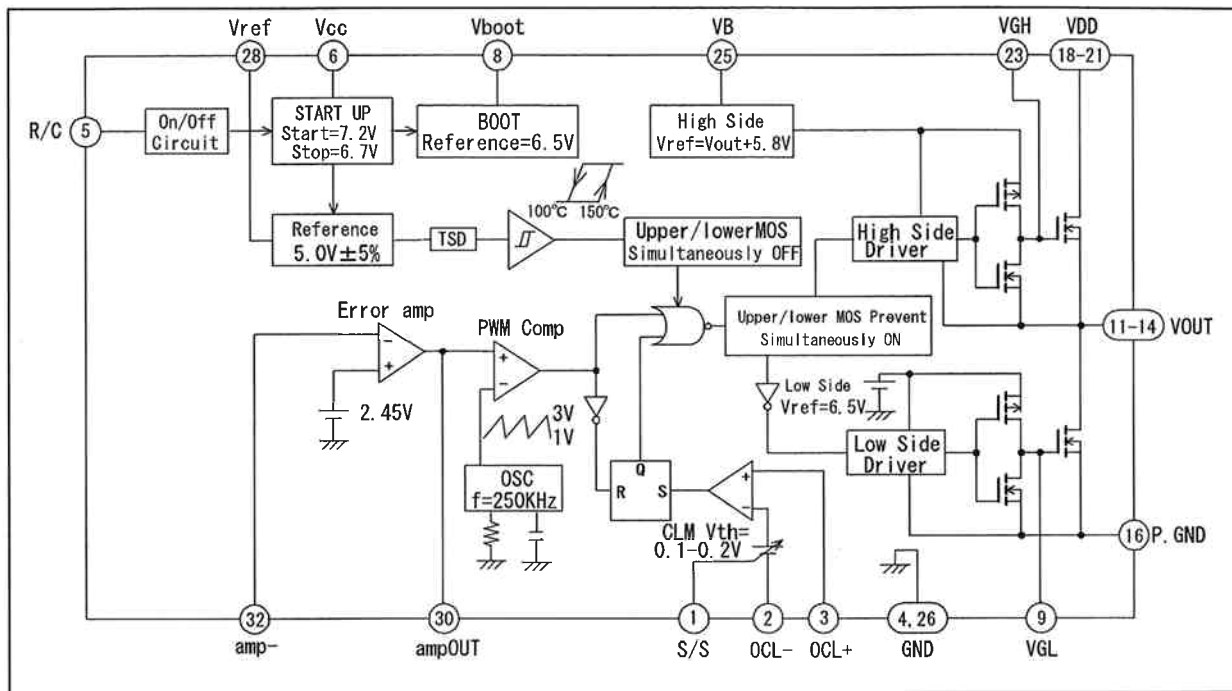 Vref
Vcc
Vboot
VB
VGH
VDD
28
6
8
25
23
18-21
R/C
5
On/Off
Circuit
START UP
Start=7.2V
Stop=6.7V
BOOT
Reference=6.5V
High Side
Vref=Vout+5.8V
100℃ 150℃
Reference
5.0V±5%
TSD
Upper/lowerMOS
Simultaneously OFF
High Side
Driver
Error amp
PWM Comp
Upper/lower MOS Prevent
Simultaneously ON
11-14
VOUT
-
+
+
-
2.45V
3V
1V
Low Side
Vref=6.5V
OSC
f=250KHz
Q
R
S
+
-
Low Side
Driver
CLM Vth=
0.1-0.2V
16
P.GND
32
30
1
2
3
4,26
9
amp-
ampOUT
S/S
OCL-
OCL+
GND
VGL